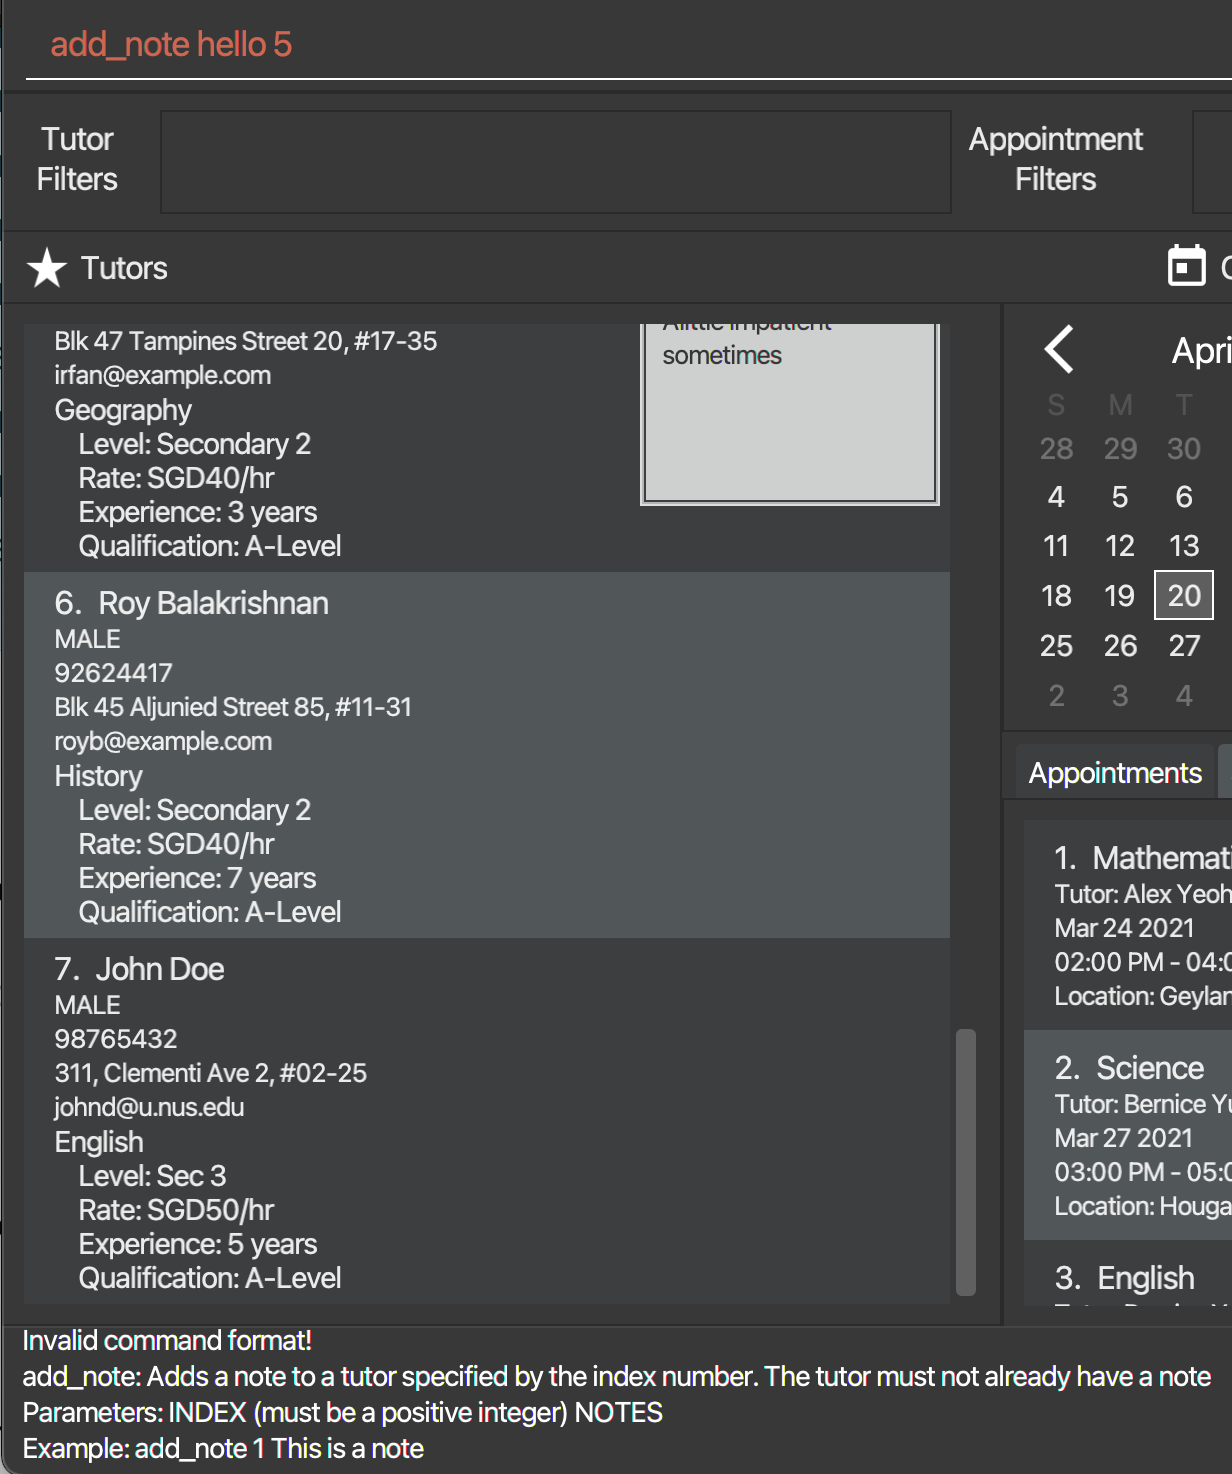 add_note hello 5
Tutor
Filters
Appointment
Filters
Tutors
Blk 47 Tampines Street 20, #17-35
irfan@example.com
Geography
Level: Secondary 2
Rate: SGD40/hr
Experience: 3 years
Qualification: A-Level
impatient
sometimes
6. Roy Balakrishnan
MALE
92624417
Blk 45 Aljunied Street 85, #11-31
royb@example.com
History
Level: Secondary 2
Rate: SGD40/hr
Experience: 7 years
Qualification: A-Level
7. John Doe
MALE
98765432
311, Clementi Ave 2, #02-25
johnd@u.nus.edu
English
Level: Sec 3
Rate: SGD50/hr
Experience: 5 years
Qualification: A-Level
Apri
S M T
28 29 30
4 5 6
11 12 13
18 19 20
25 26 27
2 3 4
Appointments
1. Mathemati
Tutor: Alex Yeoh
Mar 24 2021
02:00 PM - 04:0
Location: Geylan
2. Science
Tutor: Bernice Yu
Mar 27 2021
03:00 PM - 05:0
Location: Houga
3. English
Invalid command format!
add_note: Adds a note to a tutor specified by the index number. The tutor must not already have a note
Parameters: INDEX (must be a positive integer) NOTES
Example: add_note 1 This is a note